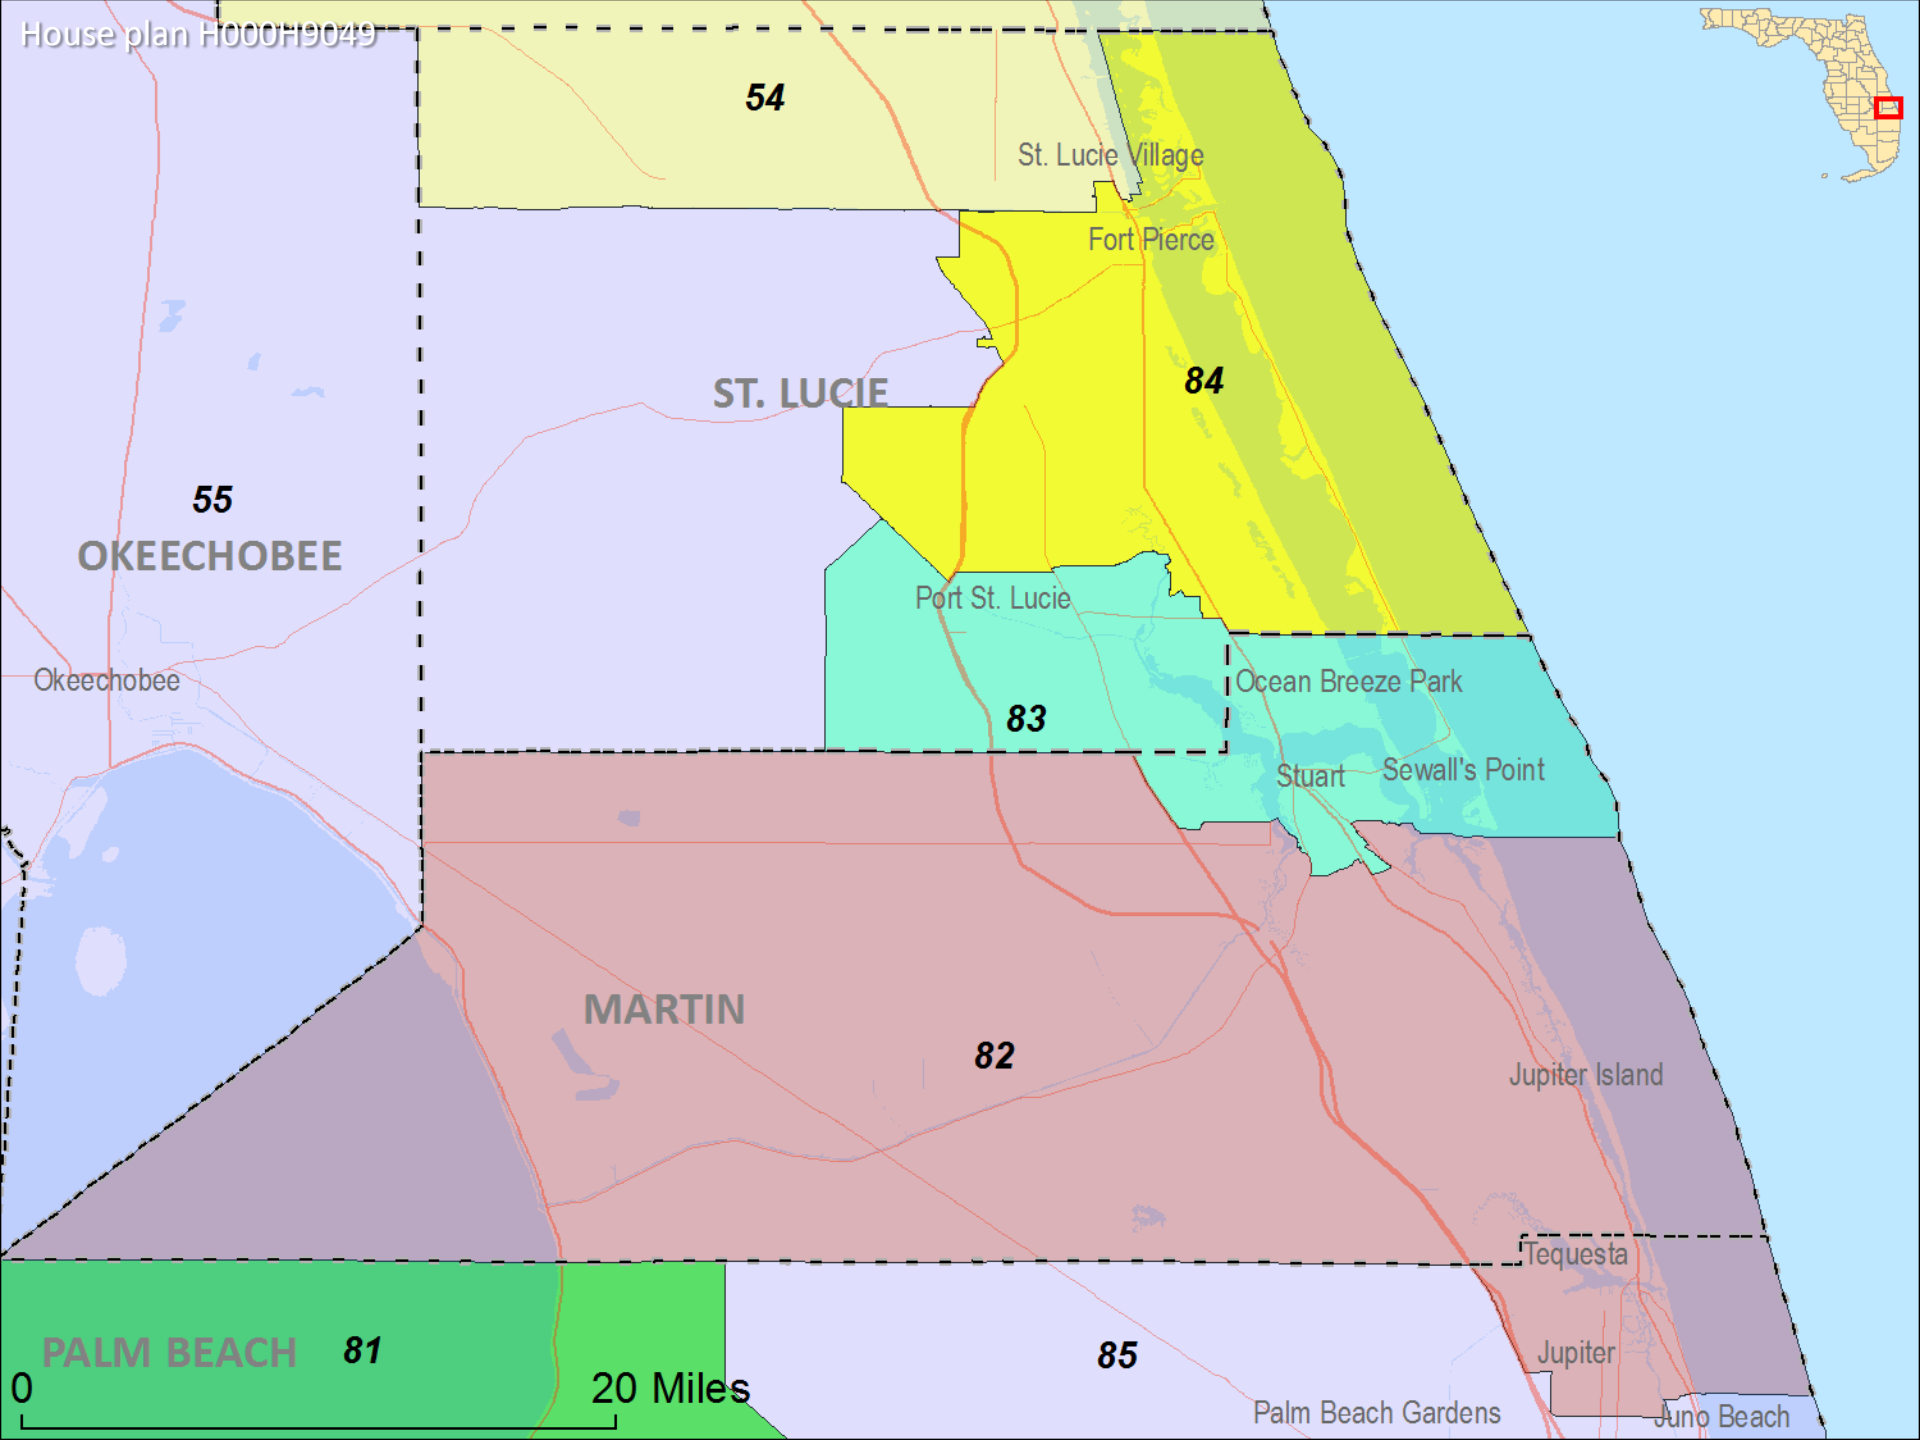 House plan H000H9049
54
St. Lucie Village
Fort Pierce
84
ST. LUCIE
55
OKEECHOBEE
Port St. Lucie
Okeechobee
Ocean Breeze Park
83
Stuart
Sewall's Point
MARTIN
82
Jupiter Island
Tequesta
PALM BEACH
81
85
Jupiter
0
20 Miles
Palm Beach Gardens
Juno Beach